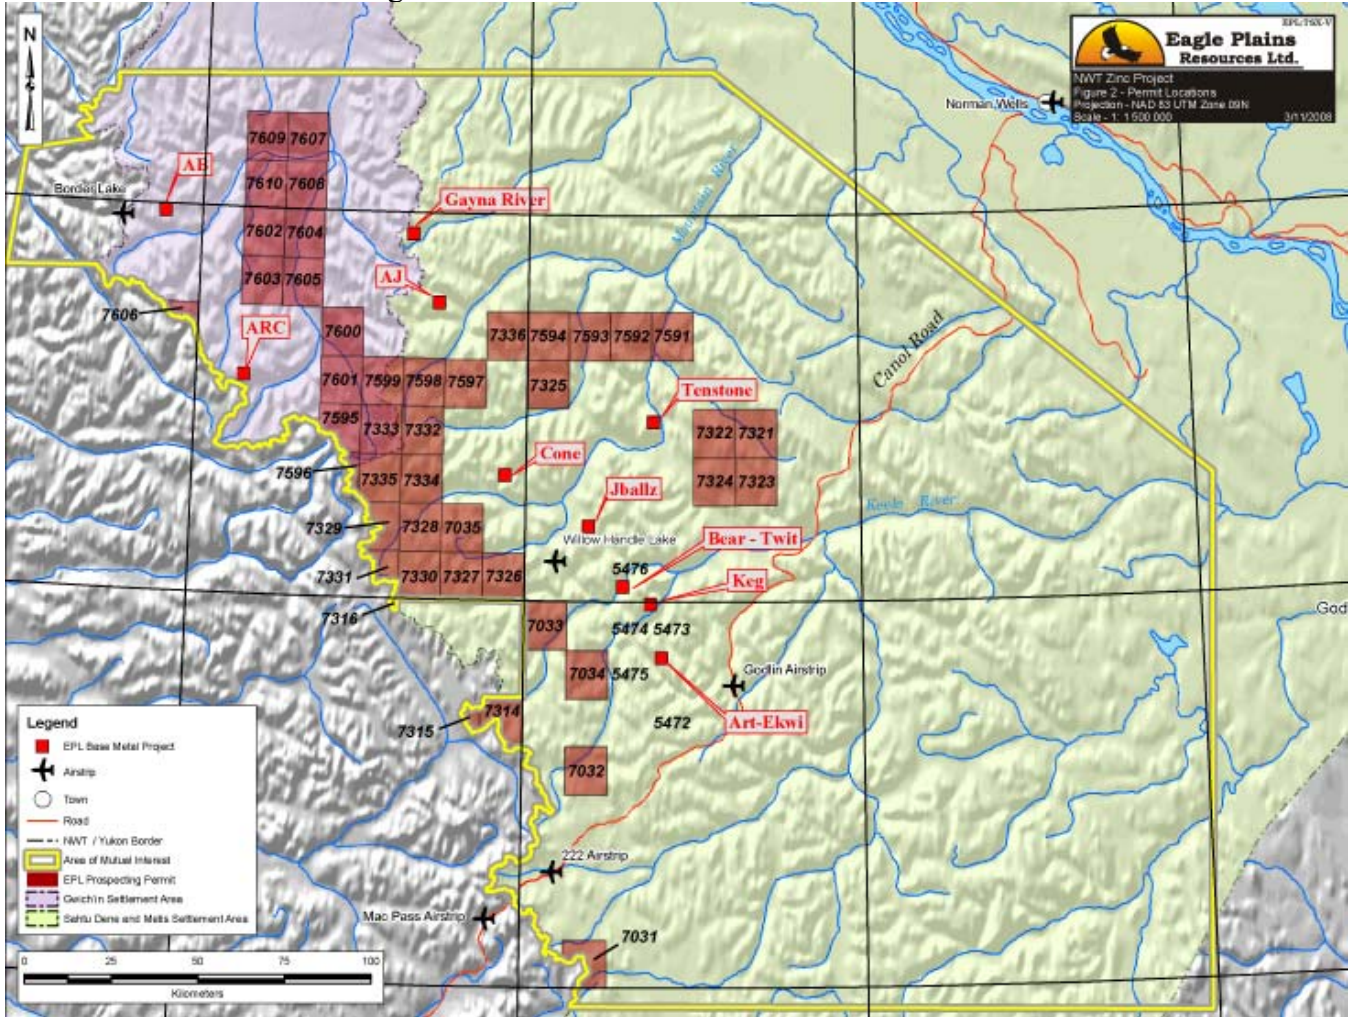 N
EPL/TSX-V
Eagle Plains
Resources Ltd.
NWT Zinc Project
Figure 2 - Permit Locations
Projection - NAD 83 UTM Zone 09N
Scale - 1: 1 500 000
3/11/2008
Norman Wells
7609 7607
AB
7610 7608
Border Lake
Gayna River
Mountain River
7602 7604
AJ
7603 7605
7606
7600
7336 7594 7593 7592 7591
ARC
Canol Road
7601 7599 7598 7597
7325
Tenstone
7595 7333 7332
7322 7321
7596
7335 7334
Cone
7324 7323
Jballz
Keele River
7329 7328 7035
Willow Handle Lake
Bear - Twit
5476
7331 7330 7327 7326
Keg
7316
God
7033
5474 5473
7034 5475
Godlin Airstrip
7315 7314
5472
Art-Ekwi
7032
222 Airstrip
Mac Pass Airstrip
7031
Legend
EPL Base Metal Project
Airstrip
Town
Road
NWT / Yukon Border
Area of Mutual Interest
EPL Prospecting Permit
Gwich'in Settlement Area
Sahtu Dene and Metis Settlement Area
0 25 50 75 100
Kilometers